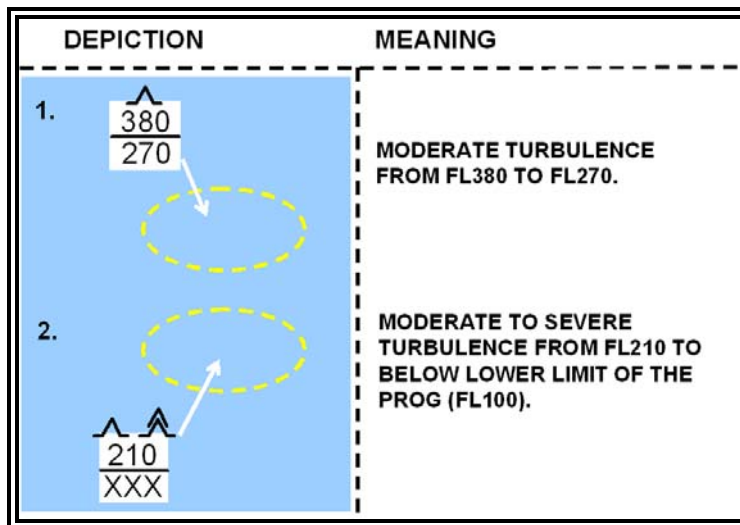 DEPICTION MEANING
1.
380
270
MODERATE TURBULENCE
FROM FL380 TO FL270.
2.
210
XXX
MODERATE TO SEVERE
TURBULENCE FROM FL210 TO
BELOW LOWER LIMIT OF THE
PROG (FL100).